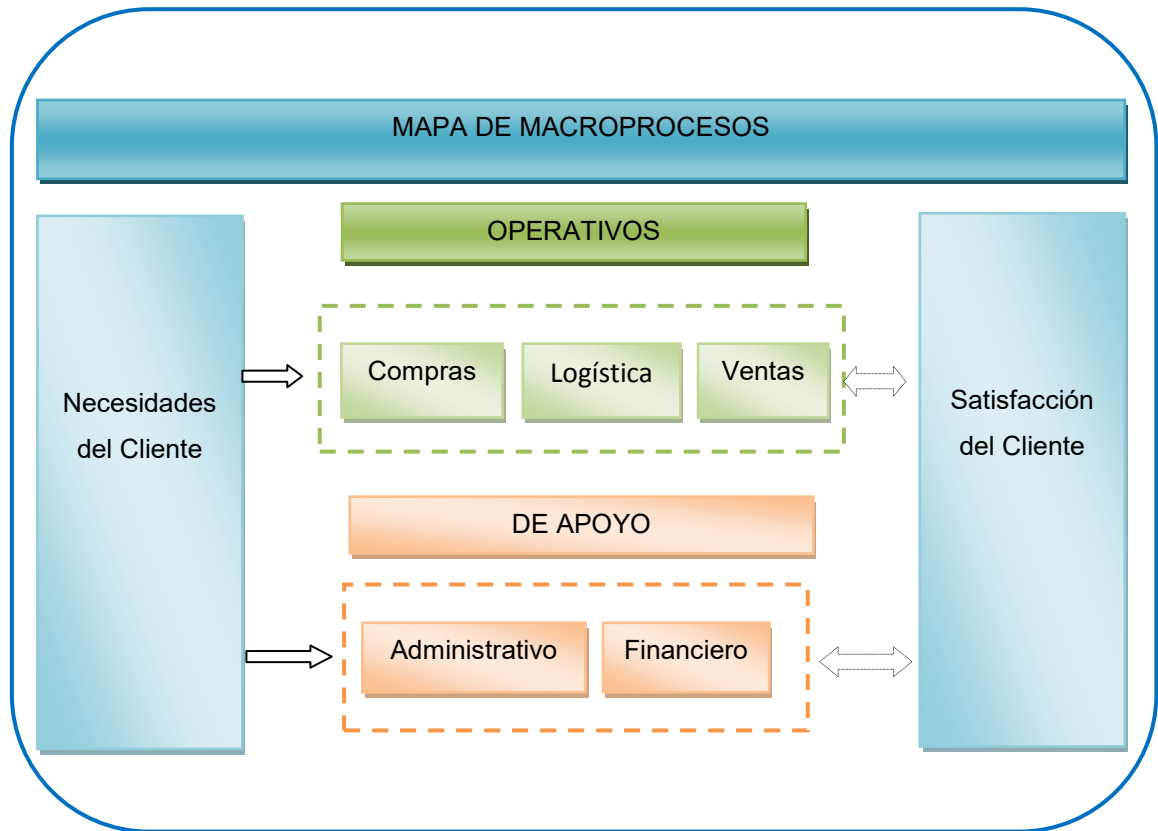 MAPA DE MACROPROCESOS
OPERATIVOS
Necesidades
del Cliente
Compras
Logística
Ventas
Satisfacción
del Cliente
DE APOYO
Administrativo
Financiero